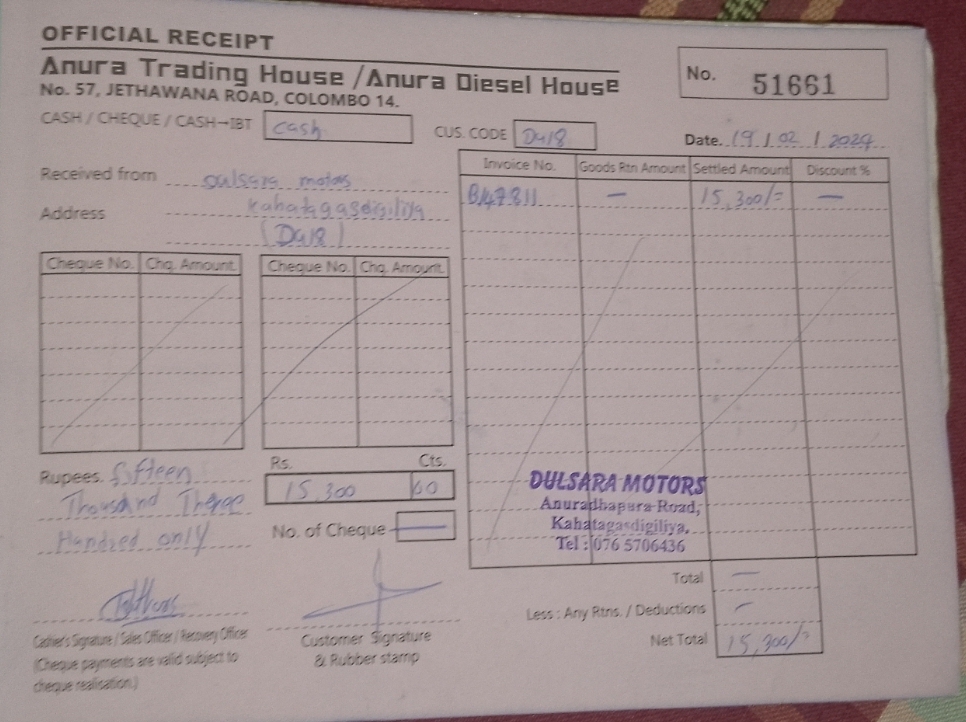 OFFICIAL RECEIPT
Anura Trading House /Anura Diesel House
No. 57, JETHAWANA ROAD, COLOMBO 14.
No. 51661
CASH / CHEQUE / CASH→IBT cash
CUS. CODE Du18
Date. 19 / 02 / 2024
Received from Dulsara motors
Address Kahatagasdigiliya
(Du18)
Invoice No. Goods Rtn Amount Settled Amount Discount %
B147811 — 15,300/= —
Cheque No. Chq. Amount Cheque No. Chq. Amount
Rupees. fifteen
Thousand Theree
Handred only
Rs. Cts.
15,300 00
No. of Cheque —
DULSARA MOTORS
Anuradhapura Road,
Kahatagasdigiliya.
Tel : 076 5706436
Total —
Less : Any Rtns. / Deductions —
Net Total 15,300/=
Cashier's Signature / Sales Officer / Recovery Officer
(Cheque payments are valid subject to
cheque realisation.)
Customer Signature
& Rubber stamp